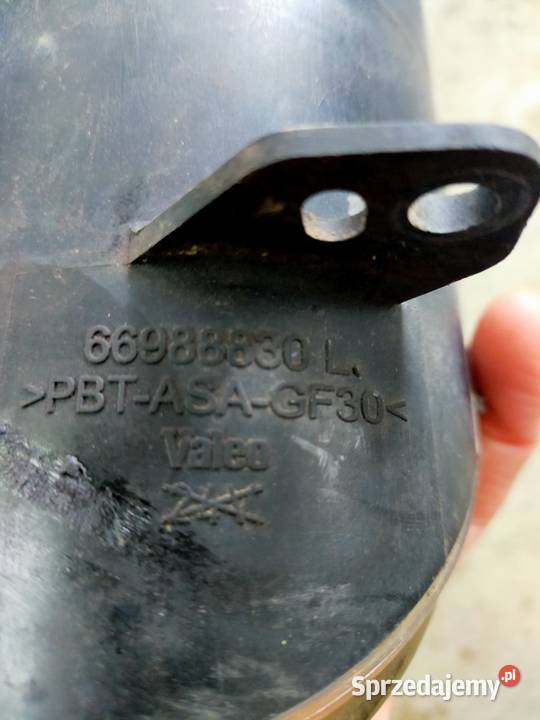 66988830 L.
>PBT-ASA-GF30<
Valeo
Sprzedajemy.pl